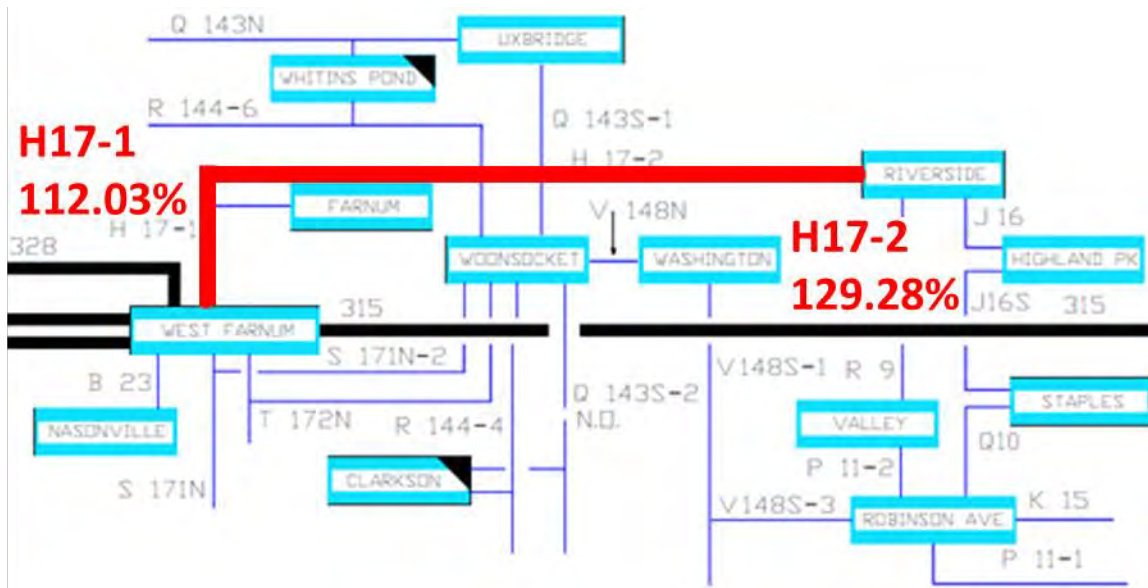 Q 143N
UXBRIDGE
WHITINS POND
R 144-6
Q 143S-1
H17-1
112.03%
H 17-2
RIVERSIDE
FARNUM
V 148N
J 16
H 17-1
H17-2
129.28%
328
WOONSOCKET
WASHINGTON
HIGHLAND PK
315
J16S
315
WEST FARNUM
S 171N-2
B 23
Q 143S-2
N.O.
V148S-1
R 9
STAPLES
NASONVILLE
T 172N
R 144-4
VALLEY
Q10
CLARKSON
P 11-2
S 171N
V148S-3
ROBINSON AVE
K 15
P 11-1